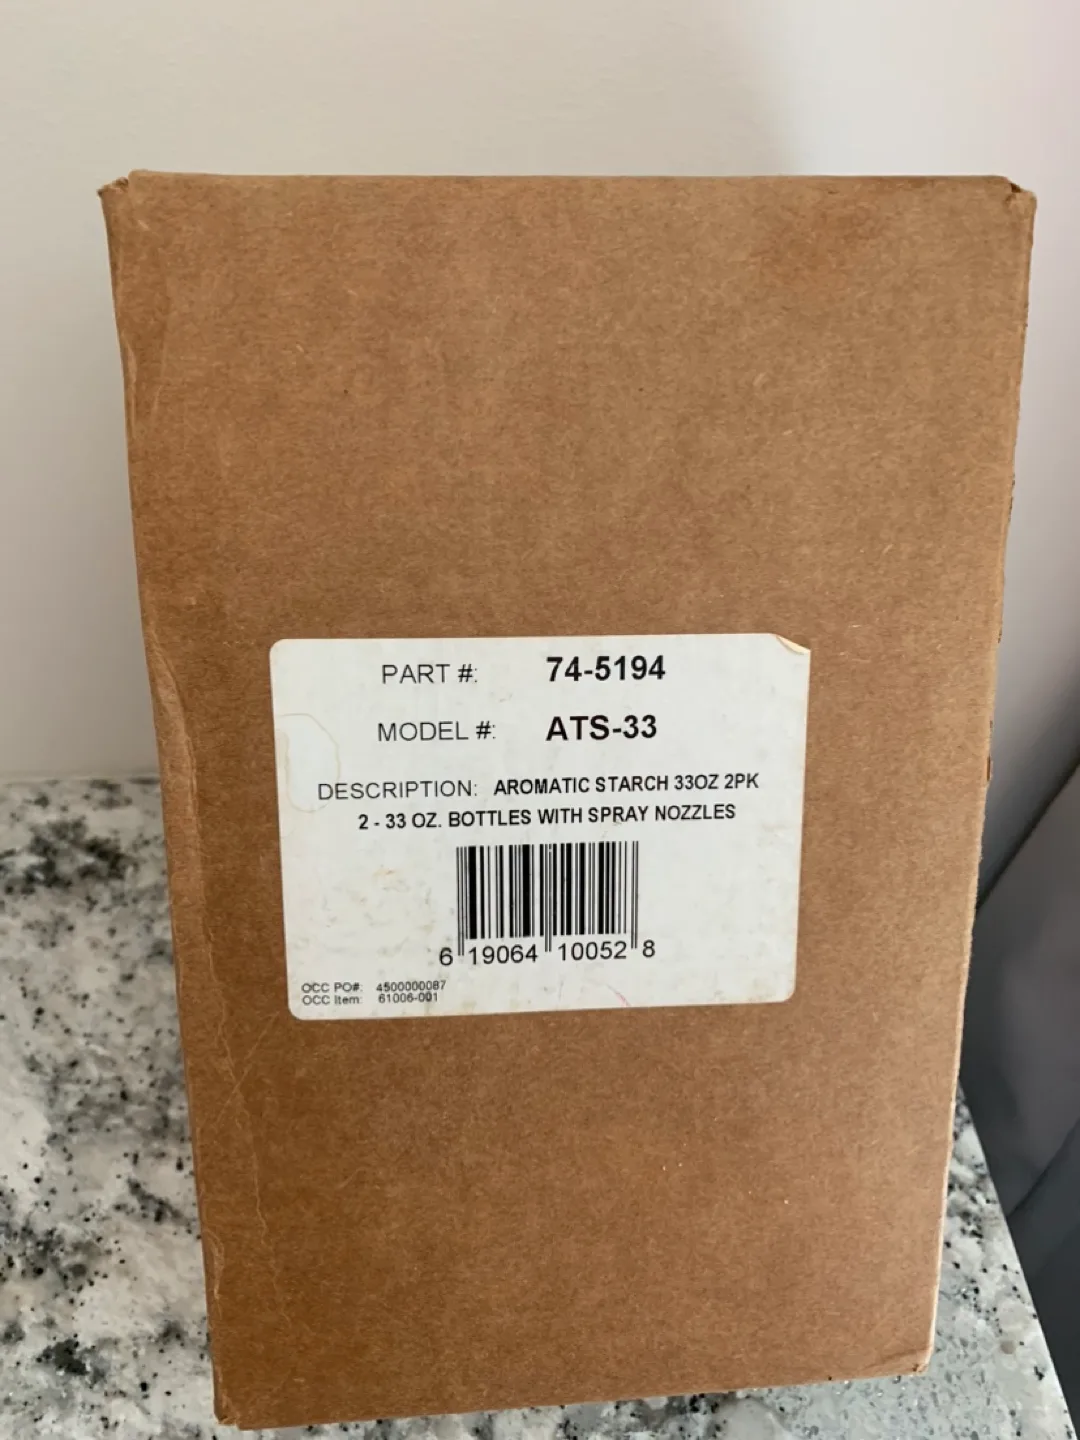 PART #: 74-5194
MODEL #: ATS-33
DESCRIPTION: AROMATIC STARCH 33OZ 2PK
2 - 33 OZ. BOTTLES WITH SPRAY NOZZLES
6 19064 10052 8
OCC PO#: 4500000087
OCC Item: 61006-001